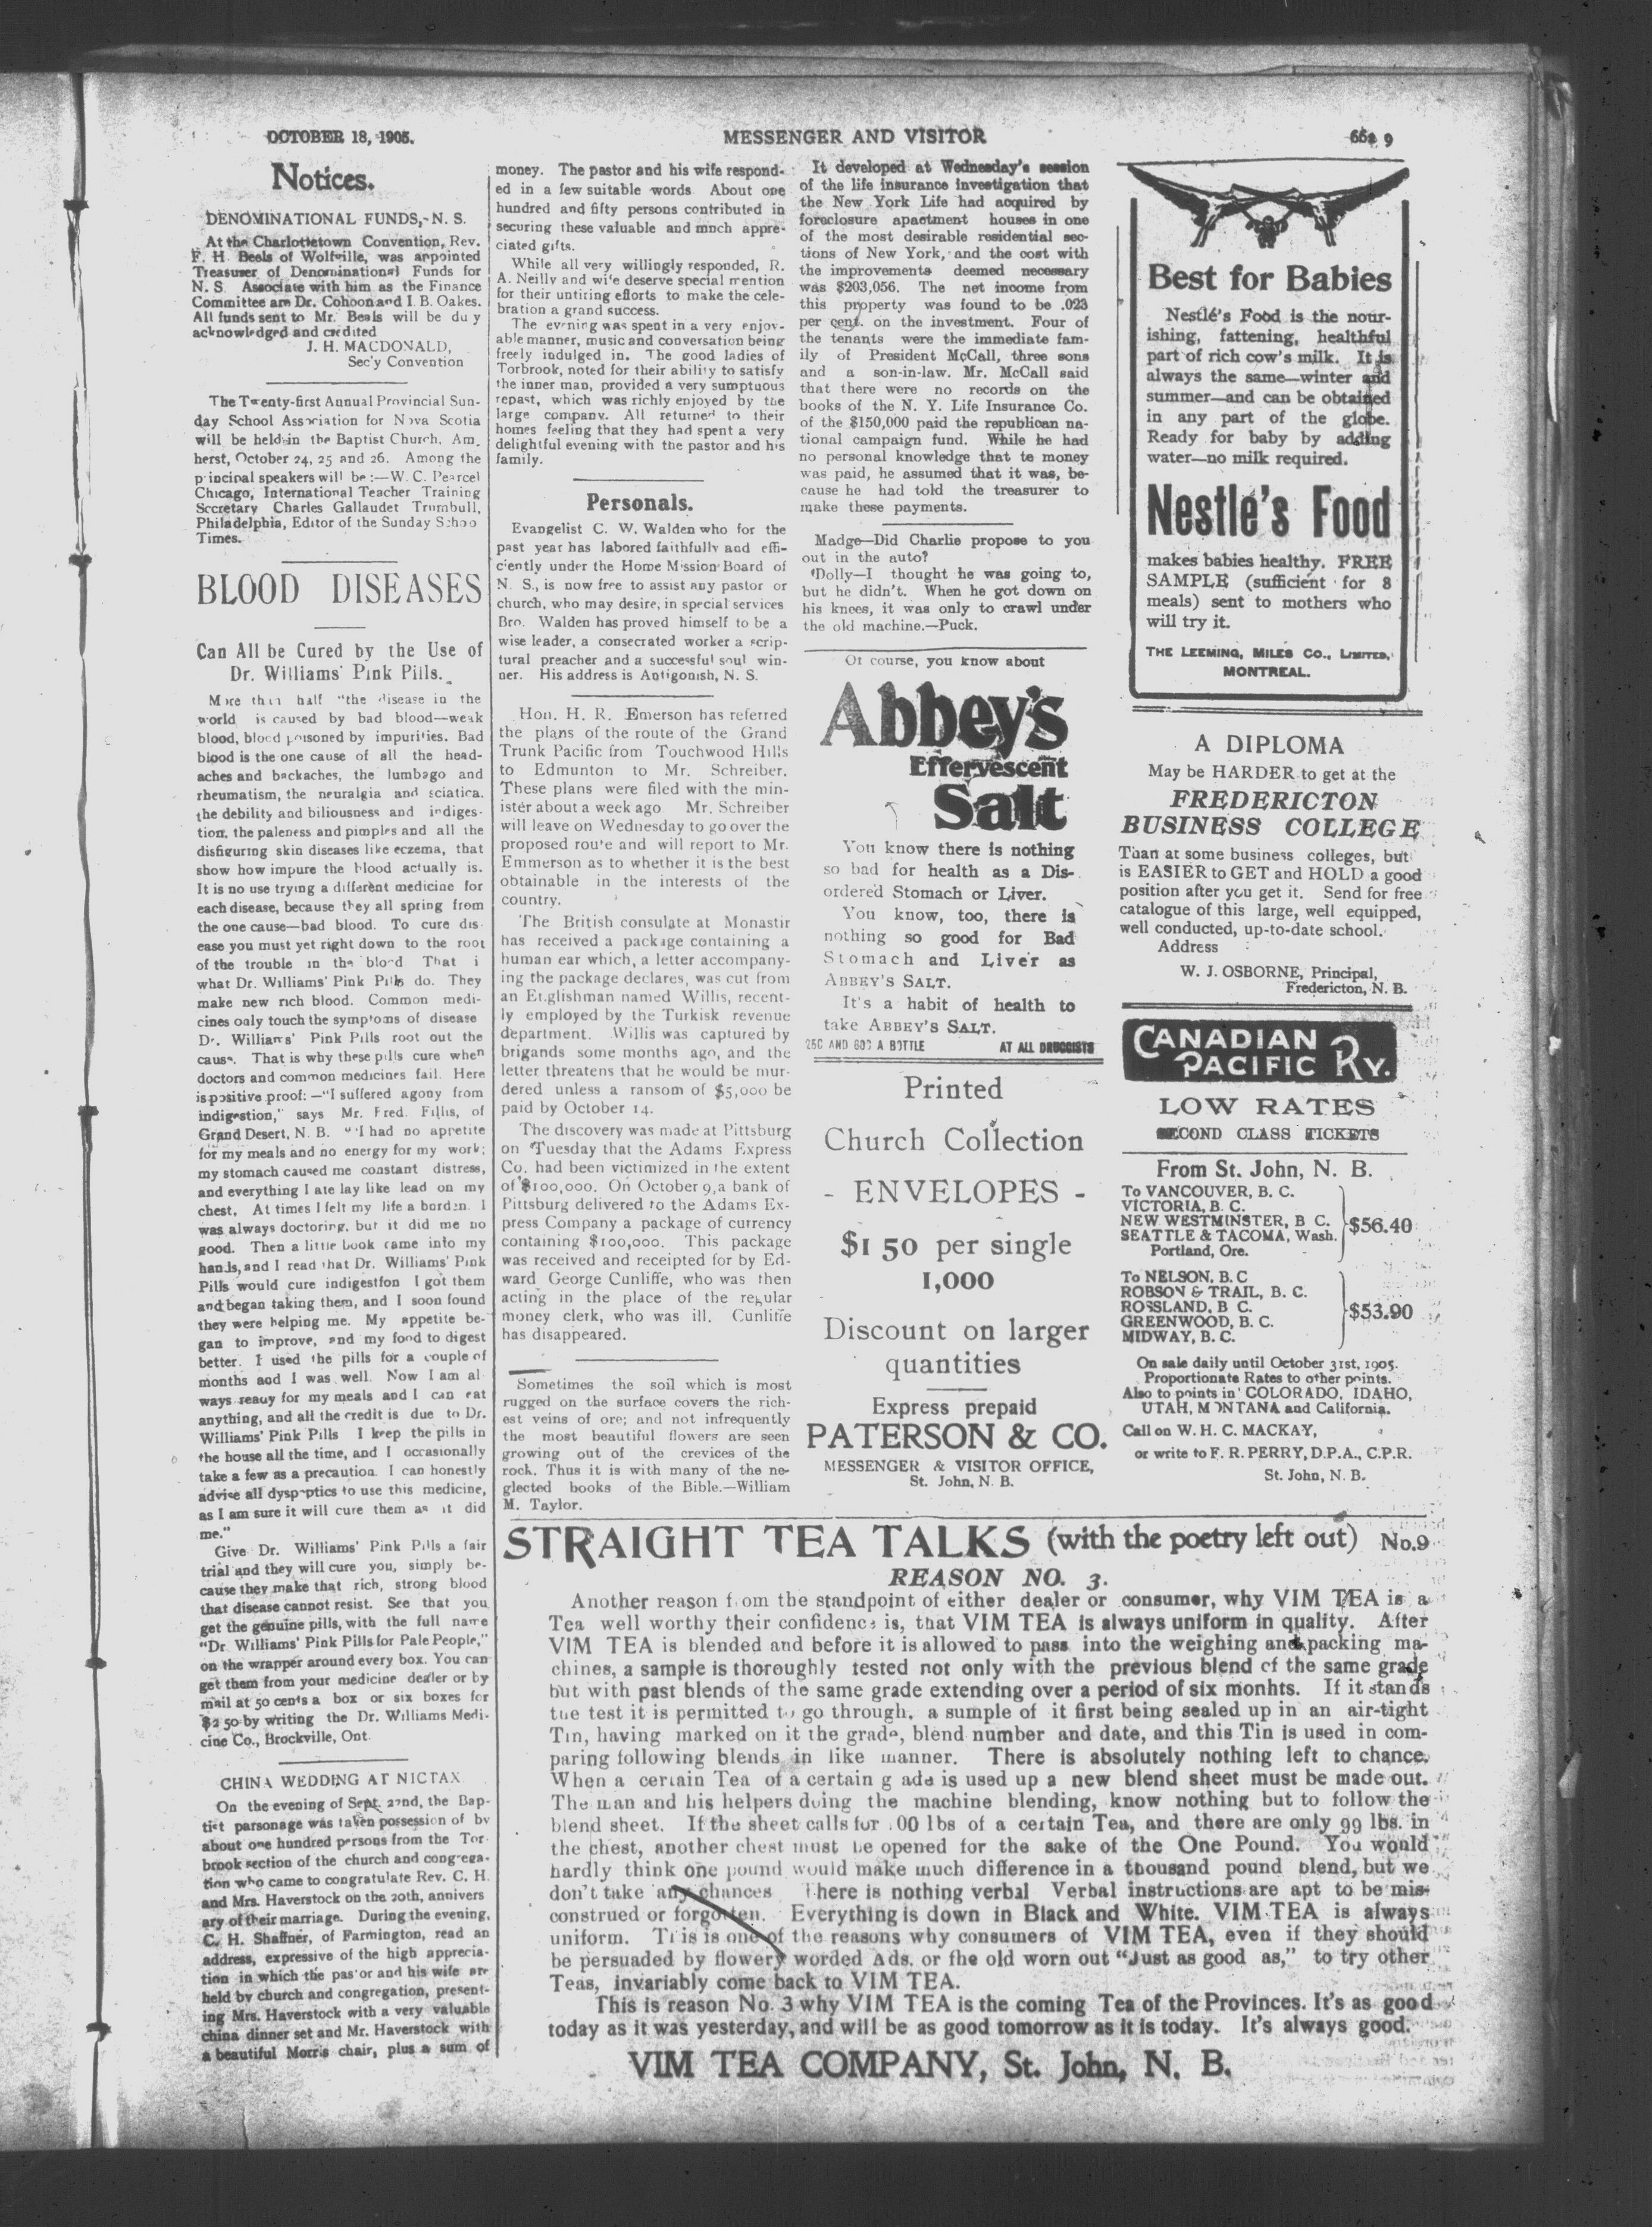 OCTOBER 18, 1905.
MESSENGER AND VISITOR
9
Notices.
DENOMINATIONAL FUNDS, N. S.
At the Charlottetown Convention, Rev.
F. H. Beals of Wolfville, was appointed
Treasurer of Denominational Funds for
N. S. Associate with him as the Finance
Committee are Dr. Cohoon and I. B. Oakes.
All funds sent to Mr. Beals will be du y
acknowledged and credited
J. H. MACDONALD,
Sec'y Convention
The Twenty-first Annual Provincial Sun-
day School Association for Nova Scotia
will be held in the Baptist Church, Am.
herst, October 24, 25 and 26. Among the
principal speakers will be :—W. C. Pearcel
Chicago, International Teacher Training
Secretary Charles Gallaudet Trumbull,
Philadelphia, Editor of the Sunday Schoo
Times.
BLOOD DISEASES
Can All be Cured by the Use of
Dr. Williams' Pink Pills.
More than half "the disease in the
world is caused by bad blood—weak
blood, blood poisoned by impurities. Bad
blood is the one cause of all the head-
aches and backaches, the lumbago and
rheumatism, the neuralgia and sciatica,
the debility and biliousness and indiges-
tion, the paleness and pimples and all the
disfiguring skin diseases like eczema, that
show how impure the blood actually is.
It is no use trying a different medicine for
each disease, because they all spring from
the one cause—bad blood. To cure dis-
ease you must yet right down to the root
of the trouble in the blood That i
what Dr. Williams' Pink Pills do. They
make new rich blood. Common medi-
cines only touch the symptoms of disease
Dr. Williams' Pink Pills root out the
cause. That is why these pills cure when
doctors and common medicines fail. Here
is positive proof:—"I suffered agony from
indigestion," says Mr. Fred. Fillis, of
Grand Desert, N. B. "I had no appetite
for my meals and no energy for my work;
my stomach caused me constant distress,
and everything I ate lay like lead on my
chest. At times I felt my life a burden. I
was always doctoring, but it did me no
good. Then a little book came into my
hands, and I read that Dr. Williams' Pink
Pills would cure indigestion I got them
and began taking them, and I soon found
they were helping me. My appetite be-
gan to improve, and my food to digest
better. I used the pills for a couple of
months and I was well. Now I am al
ways ready for my meals and I can eat
anything, and all the credit is due to Dr.
Williams' Pink Pills I keep the pills in
the house all the time, and I occasionally
take a few as a precaution. I can honestly
advise all dyspeptics to use this medicine,
as I am sure it will cure them as it did
me."
Give Dr. Williams' Pink Pills a fair
trial and they will cure you, simply be-
cause they make that rich, strong blood
that disease cannot resist. See that you
get the genuine pills, with the full name
"Dr. Williams' Pink Pills for Pale People,"
on the wrapper around every box. You can
get them from your medicine dealer or by
mail at 50 cents a box or six boxes for
$2 50 by writing the Dr. Williams Medi-
cine Co., Brockville, Ont.
CHINA WEDDING AT NICTAX.
On the evening of Sept. 22nd, the Bap-
tist parsonage was taken possession of by
about one hundred persons from the Tor-
brook section of the church and congrega-
tion who came to congratulate Rev. C. H.
and Mrs. Haverstock on the 20th, annivers
ary of their marriage. During the evening,
C. H. Shaffner, of Farmington, read an
address, expressive of the high apprecia-
tion in which the pastor and his wife are
held by church and congregation, present-
ing Mrs. Haverstock with a very valuable
china dinner set and Mr. Haverstock with
a beautiful Morris chair, plus a sum of
money. The pastor and his wife respond-
ed in a few suitable words. About one
hundred and fifty persons contributed in
securing these valuable and mnch appre-
ciated gifts.
While all very willingly responded, R.
A. Neilly and wife deserve special mention
for their untiring efforts to make the cele-
bration a grand success.
The evening was spent in a very enjoy-
able manner, music and conversation being
freely indulged in. The good ladies of
Torbrook, noted for their ability to satisfy
the inner man, provided a very sumptuous
repast, which was richly enjoyed by the
large company. All returned to their
homes feeling that they had spent a very
delightful evening with the pastor and his
family.
Personals.
Evangelist C. W. Walden who for the
past year has labored faithfully and effi-
ciently under the Home Mission Board of
N. S., is now free to assist any pastor or
church, who may desire, in special services
Bro. Walden has proved himself to be a
wise leader, a consecrated worker a scrip-
tural preacher and a successful soul win-
ner. His address is Antigonish, N. S.
Hon. H. R. Emerson has referred
the plans of the route of the Grand
Trunk Pacific from Touchwood Hills
to Edmunton to Mr. Schreiber.
These plans were filed with the min-
ister about a week ago Mr. Schreiber
will leave on Wednesday to go over the
proposed route and will report to Mr.
Emmerson as to whether it is the best
obtainable in the interests of the
country.
The British consulate at Monastir
has received a package containing a
human ear which, a letter accompany-
ing the package declares, was cut from
an Englishman named Willis, recent-
ly employed by the Turkisk revenue
department. Willis was captured by
brigands some months ago, and the
letter threatens that he would be mur-
dered unless a ransom of $5,000 be
paid by October 14.
The discovery was made at Pittsburg
on Tuesday that the Adams Express
Co. had been victimized in the extent
of $100,000. On October 9, a bank of
Pittsburg delivered to the Adams Ex-
press Company a package of currency
containing $100,000. This package
was received and receipted for by Ed-
ward George Cunliffe, who was then
acting in the place of the regular
money clerk, who was ill. Cunliffe
has disappeared.
Sometimes the soil which is most
rugged on the surface covers the rich-
est veins of ore; and not infrequently
the most beautiful flowers are seen
growing out of the crevices of the
rock. Thus it is with many of the ne-
glected books of the Bible.—William
M. Taylor.
It developed at Wednesday's session
of the life insurance investigation that
the New York Life had acquired by
foreclosure apaetment houses in one
of the most desirable residential sec-
tions of New York, and the cost with
the improvements deemed necessary
was $203,056. The net income from
this property was found to be .023
per cent. on the investment. Four of
the tenants were the immediate fam-
ily of President McCall, three sons
and a son-in-law. Mr. McCall said
that there were no records on the
books of the N. Y. Life Insurance Co.
of the $150,000 paid the republican na-
tional campaign fund. While he had
no personal knowledge that te money
was paid, he assumed that it was, be-
cause he had told the treasurer to
make these payments.
Madge—Did Charlie propose to you
out in the auto?
Dolly—I thought he was going to,
but he didn't. When he got down on
his knees, it was only to crawl under
the old machine.—Puck.
Of course, you know about
Abbey's
Effervescent
Salt
You know there is nothing
so bad for health as a Dis-
ordered Stomach or Liver.
You know, too, there is
nothing so good for Bad
Stomach and Liver as
ABBEY'S SALT.
It's a habit of health to
take ABBEY'S SALT.
25C AND 60C A BOTTLE AT ALL DRUGGISTS
Printed
Church Collection
- ENVELOPES -
$1 50 per single
1,000
Discount on larger
quantities
Express prepaid
PATERSON & CO.
MESSENGER & VISITOR OFFICE,
St. John, N. B.
Best for Babies
Nestlé's Food is the nour-
ishing, fattening, healthful
part of rich cow's milk. It is
always the same—winter and
summer—and can be obtained
in any part of the globe.
Ready for baby by adding
water—no milk required.
Nestlé's Food
makes babies healthy. FREE
SAMPLE (sufficient for 8
meals) sent to mothers who
will try it.
THE LEEMING, MILES CO., LIMITED,
MONTREAL.
A DIPLOMA
May be HARDER to get at the
FREDERICTON
BUSINESS COLLEGE
Than at some business colleges, but
is EASIER to GET and HOLD a good
position after you get it. Send for free
catalogue of this large, well equipped,
well conducted, up-to-date school.
Address
W. J. OSBORNE, Principal,
Fredericton, N. B.
CANADIAN
PACIFIC RY.
LOW RATES
SECOND CLASS TICKETS
From St. John, N. B.
To VANCOUVER, B. C.
VICTORIA, B. C.
NEW WESTMINSTER, B C.
SEATTLE & TACOMA, Wash.
Portland, Ore.
$56.40
To NELSON, B. C
ROBSON & TRAIL, B. C.
ROSSLAND, B C.
GREENWOOD, B. C.
MIDWAY, B. C.
$53.90
On sale daily until October 31st, 1905.
Proportionate Rates to other points.
Also to points in COLORADO, IDAHO,
UTAH, MONTANA and California.
Call on W. H. C. MACKAY,
or write to F. R. PERRY, D.P.A., C.P.R.
St. John, N. B.
STRAIGHT TEA TALKS (with the poetry left out) No.9
REASON NO. 3.
Another reason f om the standpoint of either dealer or consumer, why VIM TEA is a
Tea well worthy their confidence is, that VIM TEA is always uniform in quality. After
VIM TEA is blended and before it is allowed to pass into the weighing and packing ma-
chines, a sample is thoroughly tested not only with the previous blend of the same grade
but with past blends of the same grade extending over a period of six monhts. If it stands
the test it is permitted to go through, a sumple of it first being sealed up in an air-tight
Tin, having marked on it the grade, blend number and date, and this Tin is used in com-
paring following blends in like manner. There is absolutely nothing left to chance.
When a certain Tea of a certain g ade is used up a new blend sheet must be made out.
The man and his helpers doing the machine blending, know nothing but to follow the
blend sheet. If the sheet calls for 00 lbs of a certain Tea, and there are only 99 lbs. in
the chest, another chest must be opened for the sake of the One Pound. You would
hardly think one pound would make much difference in a thousand pound blend, but we
don't take any chances There is nothing verbal Verbal instructions are apt to be mis-
construed or forgotten. Everything is down in Black and White. VIM TEA is always
uniform. This is one of the reasons why consumers of VIM TEA, even if they should
be persuaded by flowery worded Ads. or fhe old worn out "Just as good as," to try other
Teas, invariably come back to VIM TEA.
This is reason No. 3 why VIM TEA is the coming Tea of the Provinces. It's as good
today as it was yesterday, and will be as good tomorrow as it is today. It's always good.
VIM TEA COMPANY, St. John, N. B.